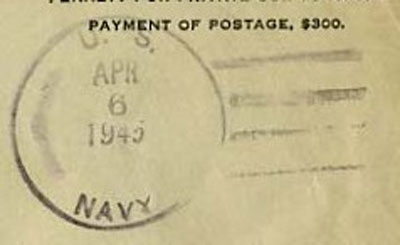 PAYMENT OF POSTAGE, $300.
U. S.
APR
6
1945
NAVY